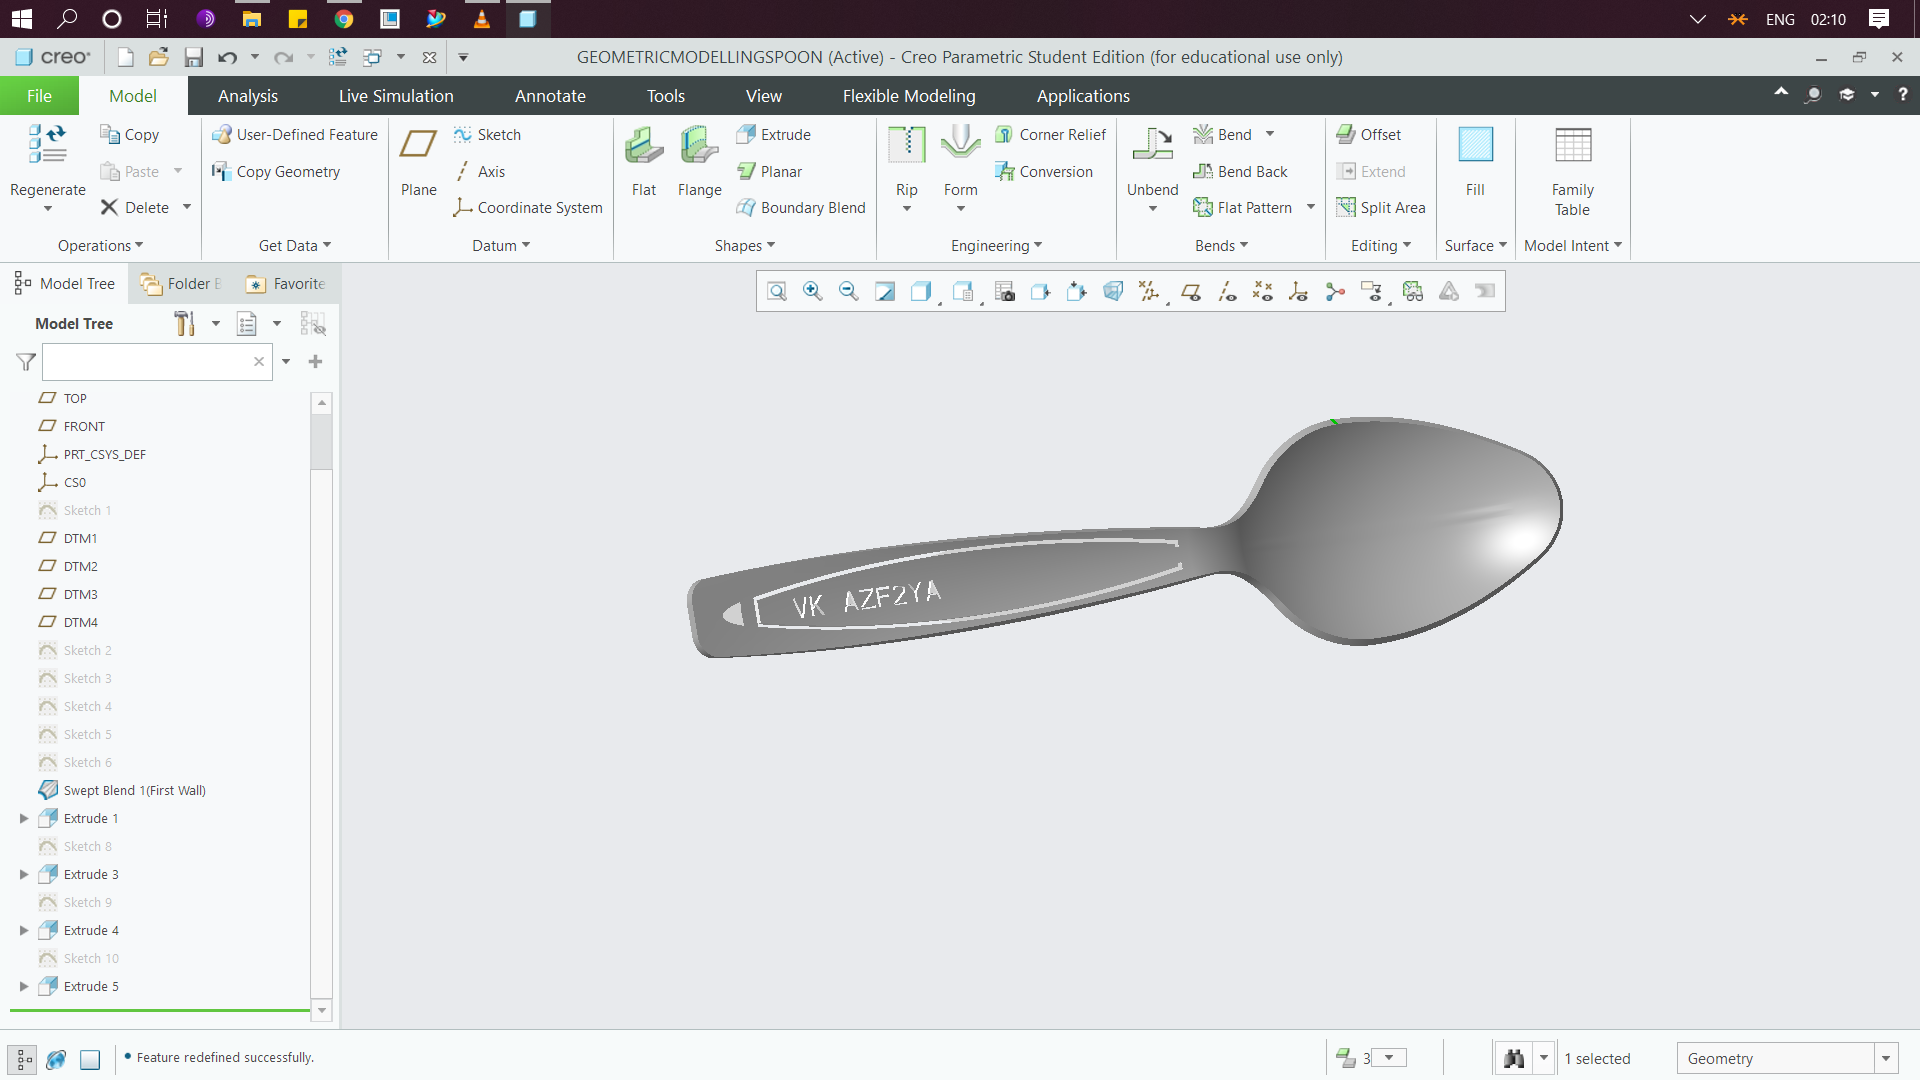 ENG 02:10
creo
GEOMETRICMODELLINGSPOON (Active) - Creo Parametric Student Edition (for educational use only)
File Model Analysis Live Simulation Annotate Tools View Flexible Modeling Applications
Regenerate
Copy
Paste
Delete
Operations
User-Defined Feature
Copy Geometry
Get Data
Plane
Sketch
Axis
Coordinate System
Datum
Flat
Flange
Extrude
Planar
Boundary Blend
Shapes
Rip
Form
Corner Relief
Conversion
Engineering
Unbend
Bend
Bend Back
Flat Pattern
Bends
Offset
Extend
Split Area
Editing
Fill
Surface
Family
Table
Model Intent
Model Tree Folder Favorite
Model Tree
TOP
FRONT
PRT_CSYS_DEF
CS0
Sketch 1
DTM1
DTM2
DTM3
DTM4
Sketch 2
Sketch 3
Sketch 4
Sketch 5
Sketch 6
Swept Blend 1(First Wall)
Extrude 1
Sketch 8
Extrude 3
Sketch 9
Extrude 4
Sketch 10
Extrude 5
VK AZF2YA
Feature redefined successfully.
3
1 selected
Geometry